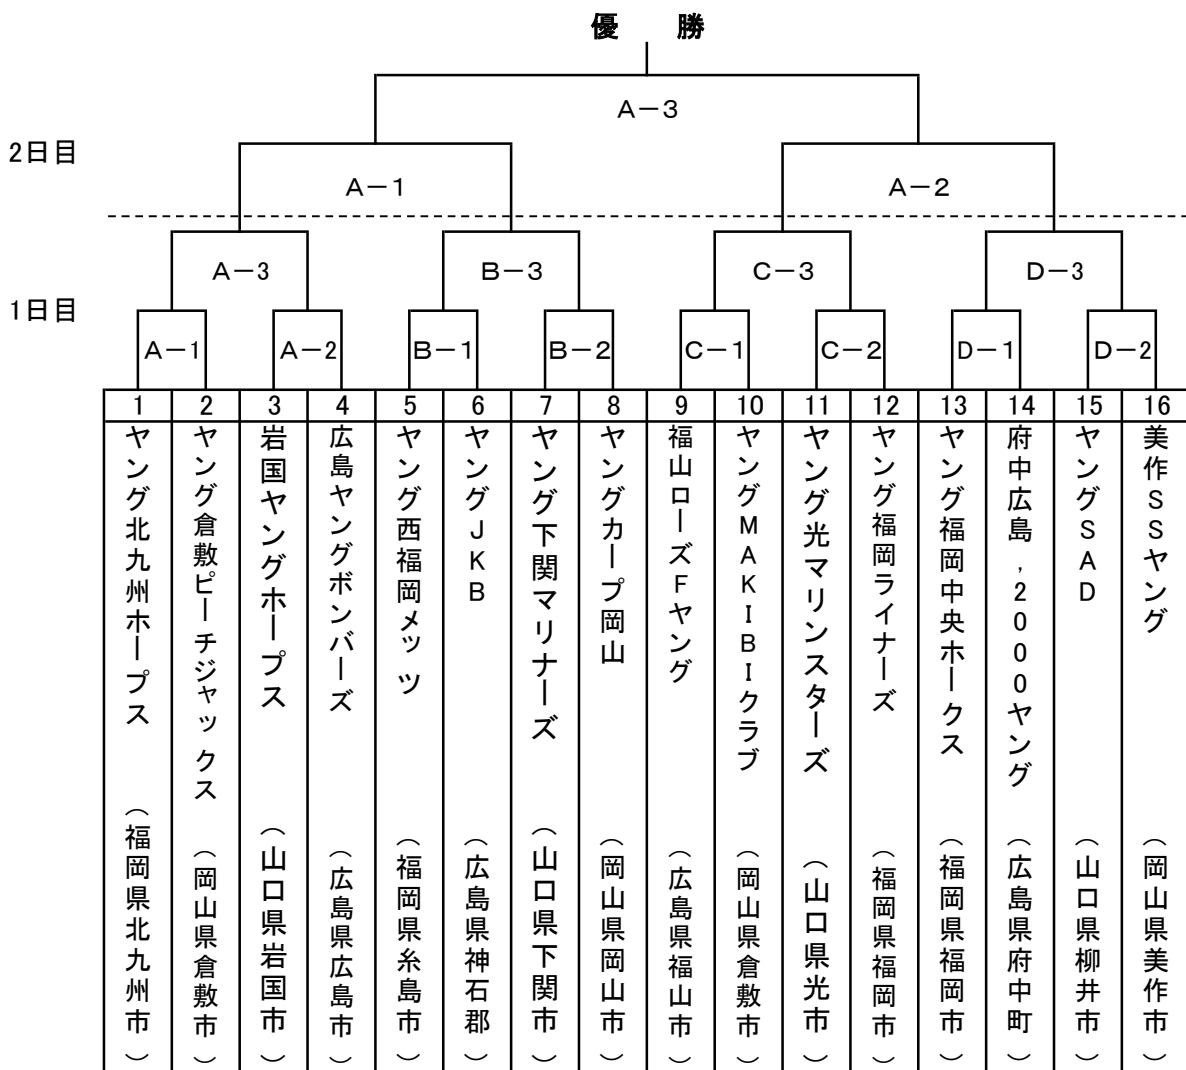 優　勝
A－3
2日目
A－1
A－2
A－3
B－3
C－3
D－3
1日目
A－1
A－2
B－1
B－2
C－1
C－2
D－1
D－2
1
2
3
4
5
6
7
8
9
10
11
12
13
14
15
16
ヤング北九州ホープス（福岡県北九州市）
ヤング倉敷ピーチジャックス（岡山県倉敷市）
岩国ヤングホープス（山口県岩国市）
広島ヤングボンバーズ（広島県広島市）
ヤング西福岡メッツ（福岡県糸島市）
ヤングJKB（広島県神石郡）
ヤング下関マリナーズ（山口県下関市）
ヤングカープ岡山（岡山県岡山市）
福山ローズFヤング（広島県福山市）
ヤングMAKIBIクラブ（岡山県倉敷市）
ヤング光マリンスターズ（山口県光市）
ヤング福岡ライナーズ（福岡県福岡市）
ヤング福岡中央ホークス（福岡県福岡市）
府中広島，2000ヤング（広島県府中町）
ヤングSAD（山口県柳井市）
美作SSヤング（岡山県美作市）